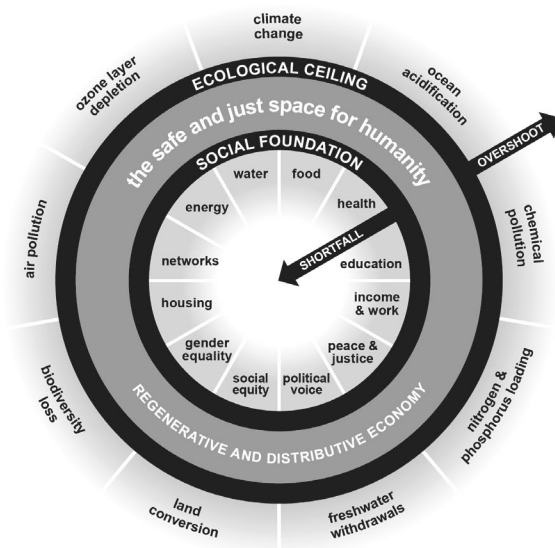 climate
change
ocean
acidification
OVERSHOOT
chemical
pollution
nitrogen &
phosphorus loading
freshwater
withdrawals
land
conversion
biodiversity
loss
air pollution
ozone layer
depletion
ECOLOGICAL CEILING
the safe and just space for humanity
SOCIAL FOUNDATION
water
food
health
SHORTFALL
education
income
& work
peace &
justice
political
voice
social
equity
gender
equality
housing
networks
energy
REGENERATIVE AND DISTRIBUTIVE ECONOMY